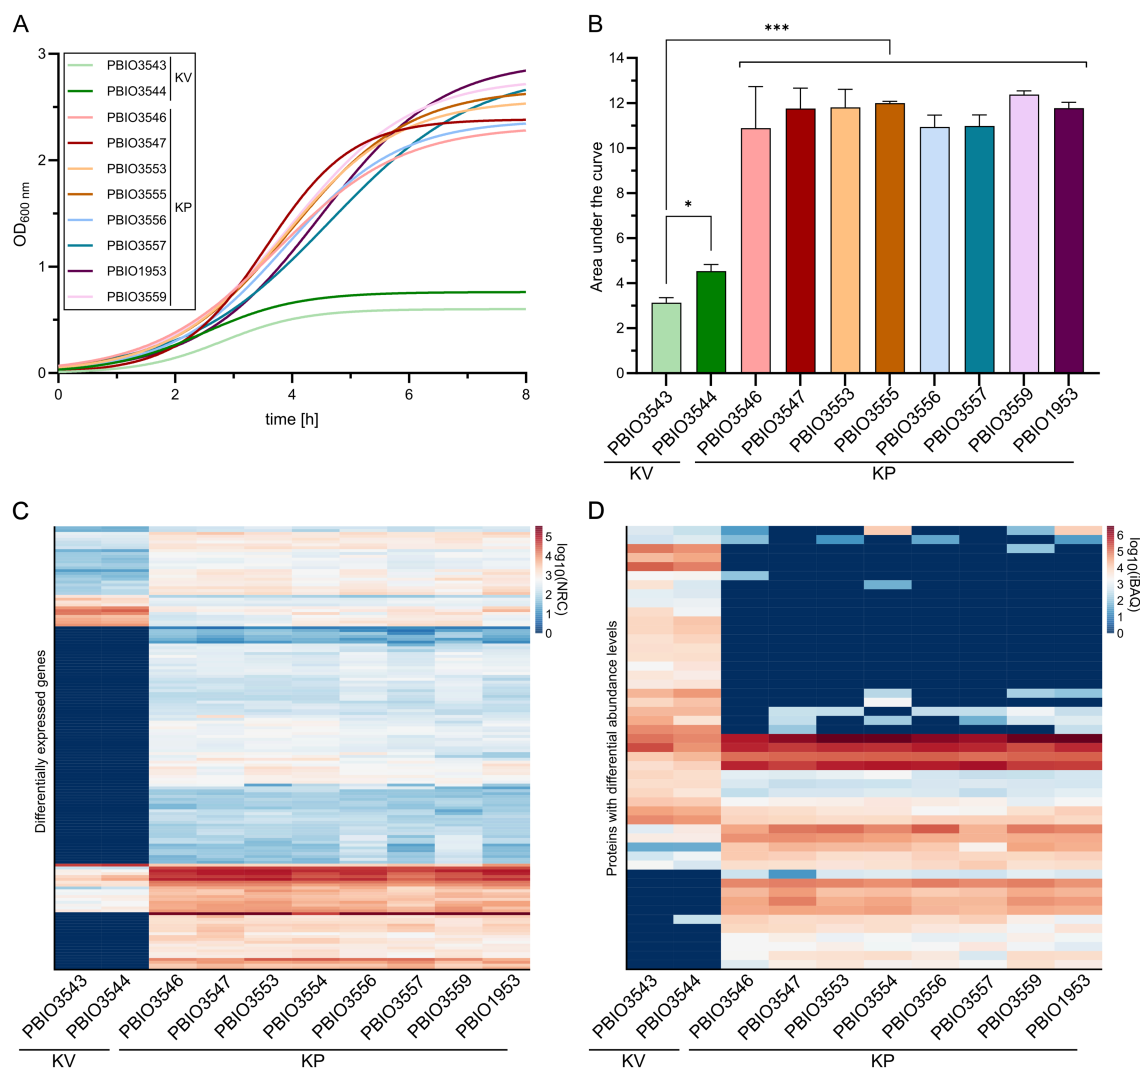 A
3
2
1
0
OD600 nm
0
2
4
6
8
time [h]
PBIO3543
PBIO3544
PBIO3546
PBIO3547
PBIO3553
PBIO3555
PBIO3556
PBIO3557
PBIO1953
PBIO3559
KV
KP
B
***
*
14
12
10
8
6
4
2
0
Area under the curve
PBIO3543
PBIO3544
PBIO3546
PBIO3547
PBIO3553
PBIO3555
PBIO3556
PBIO3557
PBIO3559
PBIO1953
KV
KP
C
Differentially expressed genes
5
4
3
2
1
0
log10(NRC)
PBIO3543
PBIO3544
PBIO3546
PBIO3547
PBIO3553
PBIO3554
PBIO3556
PBIO3557
PBIO3559
PBIO1953
KV
KP
D
Proteins with differential abundance levels
6
5
4
3
2
1
0
log10(IBAQ)
PBIO3543
PBIO3544
PBIO3546
PBIO3547
PBIO3553
PBIO3554
PBIO3556
PBIO3557
PBIO3559
PBIO1953
KV
KP